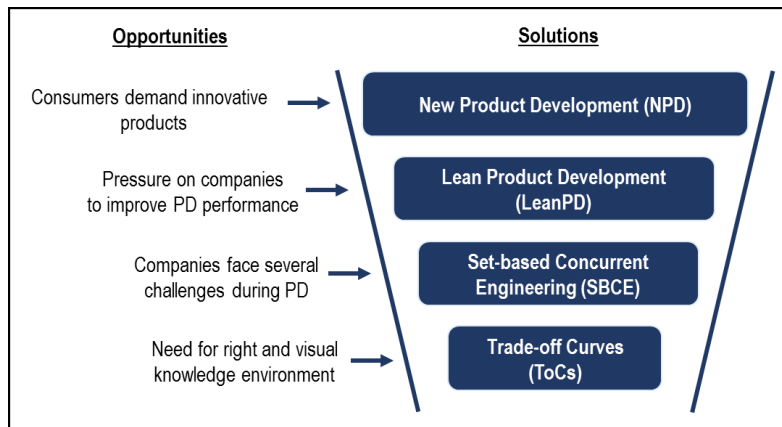 Opportunities
Solutions
Consumers demand innovative
products
New Product Development (NPD)
Pressure on companies
to improve PD performance
Lean Product Development
(LeanPD)
Companies face several
challenges during PD
Set-based Concurrent
Engineering (SBCE)
Need for right and visual
knowledge environment
Trade-off Curves
(ToCs)